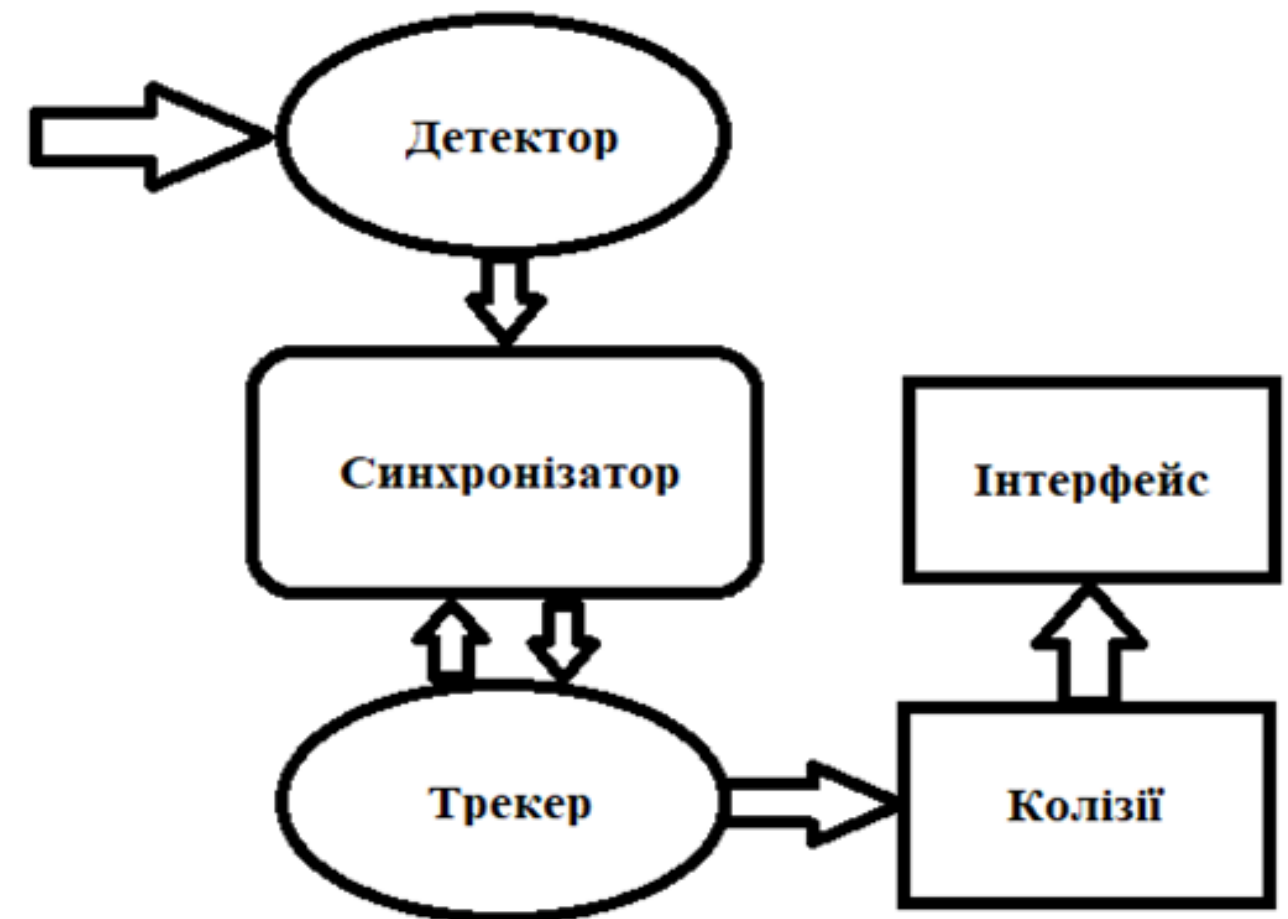 Детектор
Синхронізатор
Інтерфейс
Трекер
Колізії